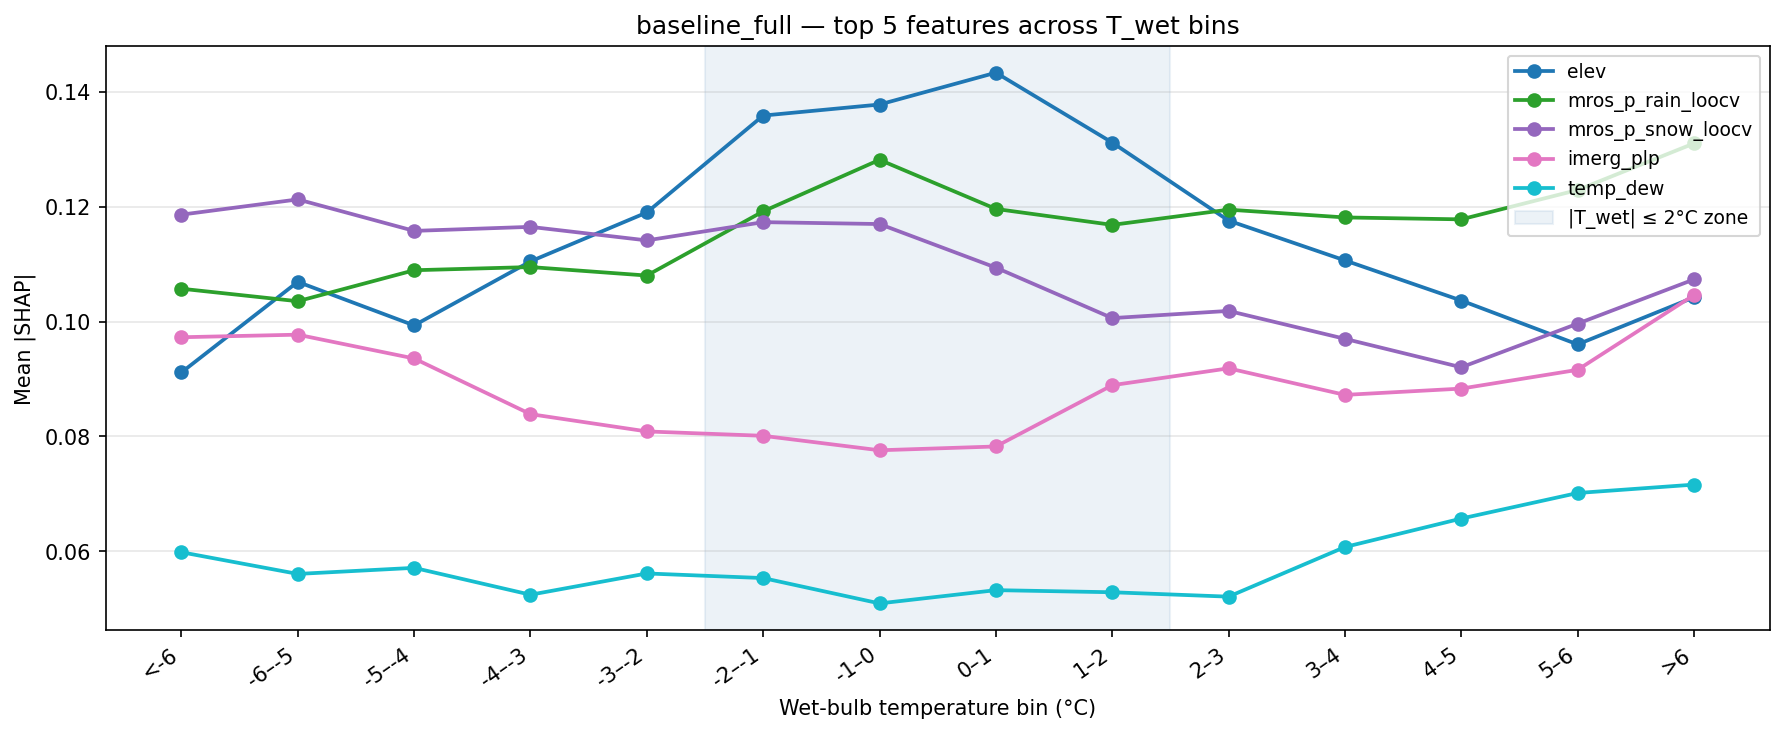 baseline_full — top 5 features across T_wet bins
Mean |SHAP|
0.14
0.12
0.10
0.08
0.06
elev
mros_p_rain_loocv
mros_p_snow_loocv
imerg_plp
temp_dew
|T_wet| ≤ 2°C zone
<-6
-6–-5
-5–-4
-4–-3
-3–-2
-2–-1
-1–0
0–1
1–2
2–3
3–4
4–5
5–6
>6
Wet-bulb temperature bin (°C)